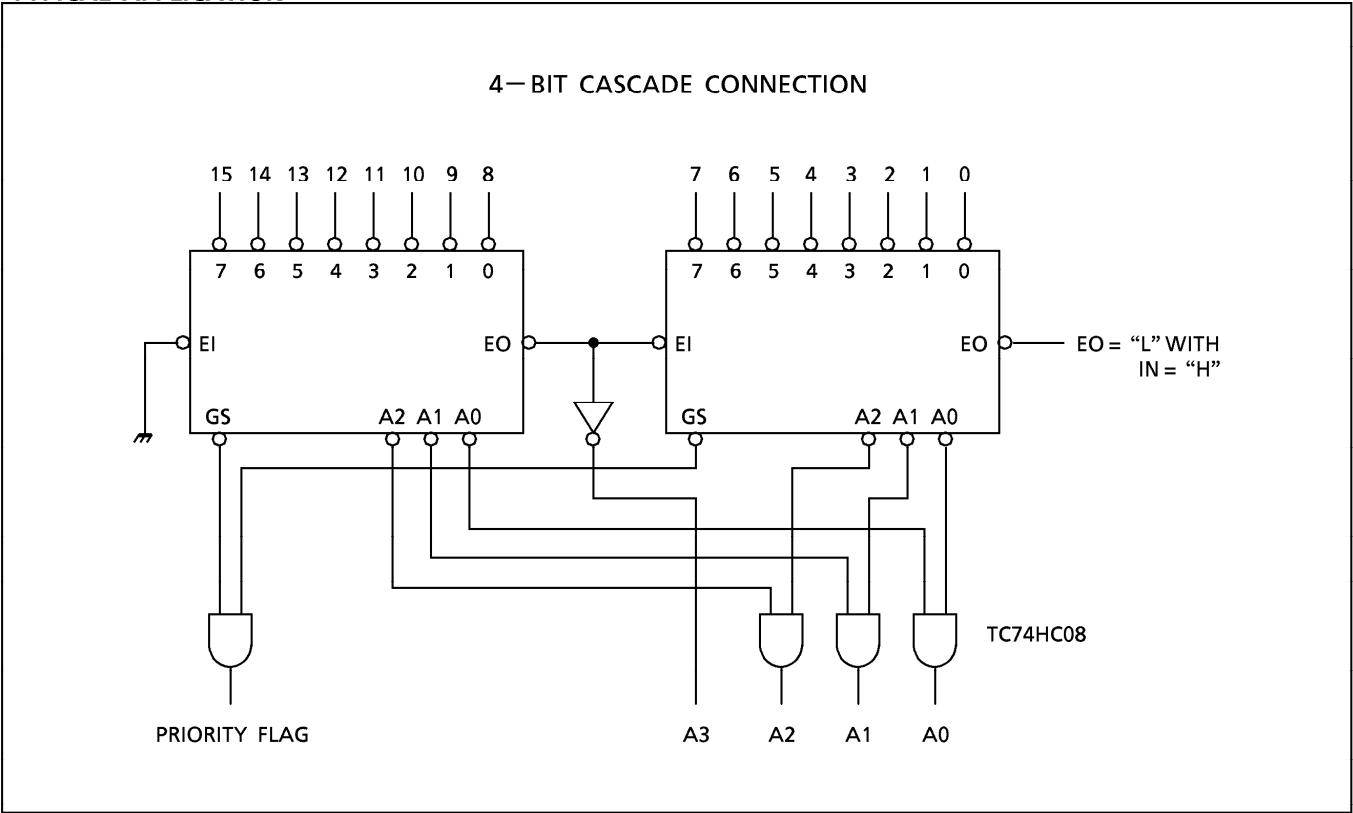 4－BIT CASCADE CONNECTION
15 14 13 12 11 10 9 8
7 6 5 4 3 2 1 0
7 6 5 4 3 2 1 0
7 6 5 4 3 2 1 0
EI
EO
EI
EO
EO = “L” WITH
IN = “H”
GS
A2 A1 A0
GS
A2 A1 A0
TC74HC08
PRIORITY FLAG
A3
A2
A1
A0